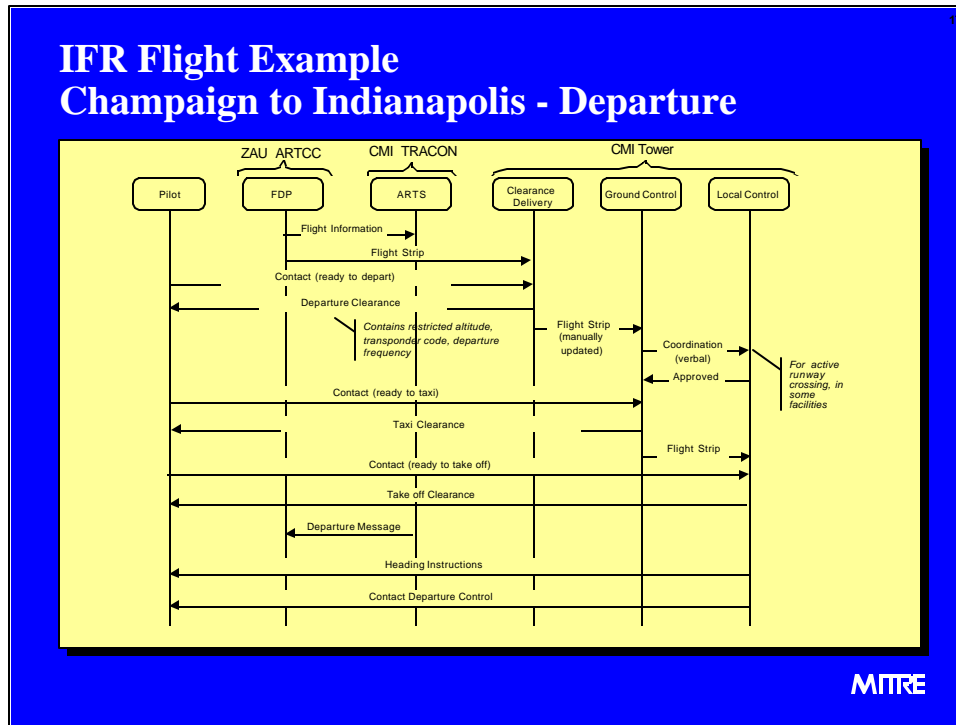 IFR Flight Example
Champaign to Indianapolis - Departure
ZAU ARTCC
CMI TRACON
CMI Tower
Pilot
FDP
ARTS
Clearance
Delivery
Ground Control
Local Control
Flight Information
Flight Strip
Contact (ready to depart)
Departure Clearance
Contains restricted altitude,
transponder code, departure
frequency
Flight Strip
(manually
updated)
Coordination
(verbal)
Approved
For active
runway
crossing, in
some
facilities
Contact (ready to taxi)
Taxi Clearance
Flight Strip
Contact (ready to take off)
Take off Clearance
Departure Message
Heading Instructions
Contact Departure Control
MITRE